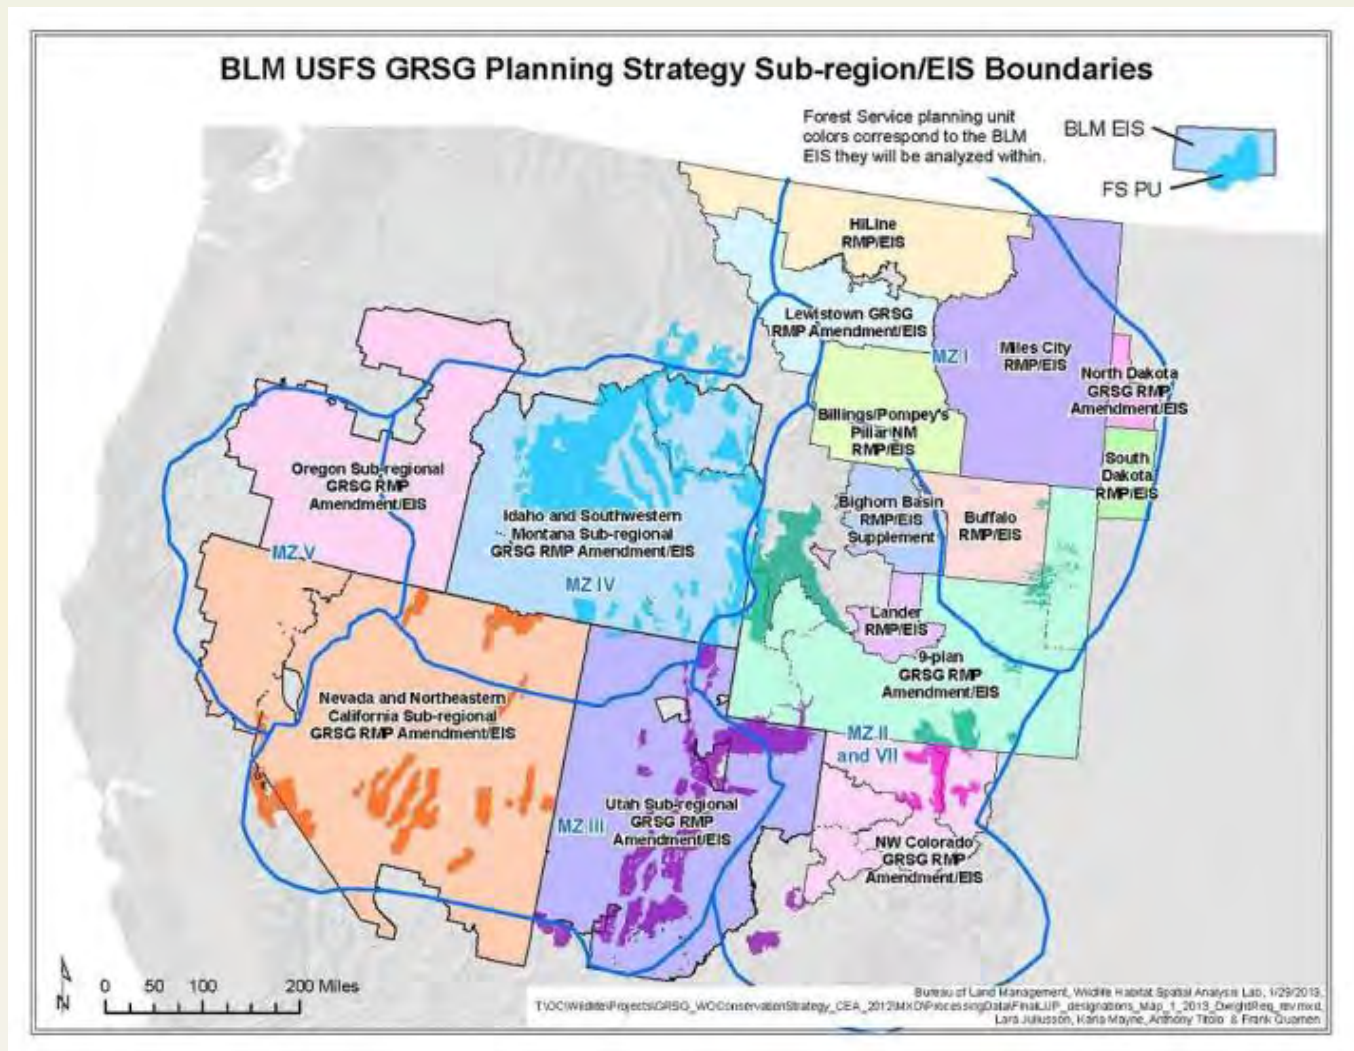 BLM USFS GRSG Planning Strategy Sub-region/EIS Boundaries
Forest Service planning unit
colors correspond to the BLM
EIS they will be analyzed within.
BLM EIS
FS PU
HiLine
RMP/EIS
Lewistown GRSG
RMP Amendment/EIS
MZ I
Miles City
RMP/EIS
North Dakota
GRSG RMP
Amendment/EIS
Billings/Pompey's
Pillar NM
RMP/EIS
South
Dakota
RMP/EIS
Oregon Sub-regional
GRSG RMP
Amendment/EIS
Idaho and Southwestern
Montana Sub-regional
GRSG RMP Amendment/EIS
Bighorn Basin
RMP/EIS
Supplement
Buffalo
RMP/EIS
MZ V
MZ IV
Lander
RMP/EIS
9-plan
GRSG RMP
Amendment/EIS
Nevada and Northeastern
California Sub-regional
GRSG RMP Amendment/EIS
MZ II
and VII
Utah Sub-regional
GRSG RMP
Amendment/EIS
MZ III
NW Colorado
GRSG RMP
Amendment/EIS
N
0 50 100 200 Miles
Bureau of Land Management, Wildlife Habitat Spatial Analysis Lab, 1/29/2013,
Lara Juliusson, Karla Mayne, Anthony Titolo & Frank Quamen